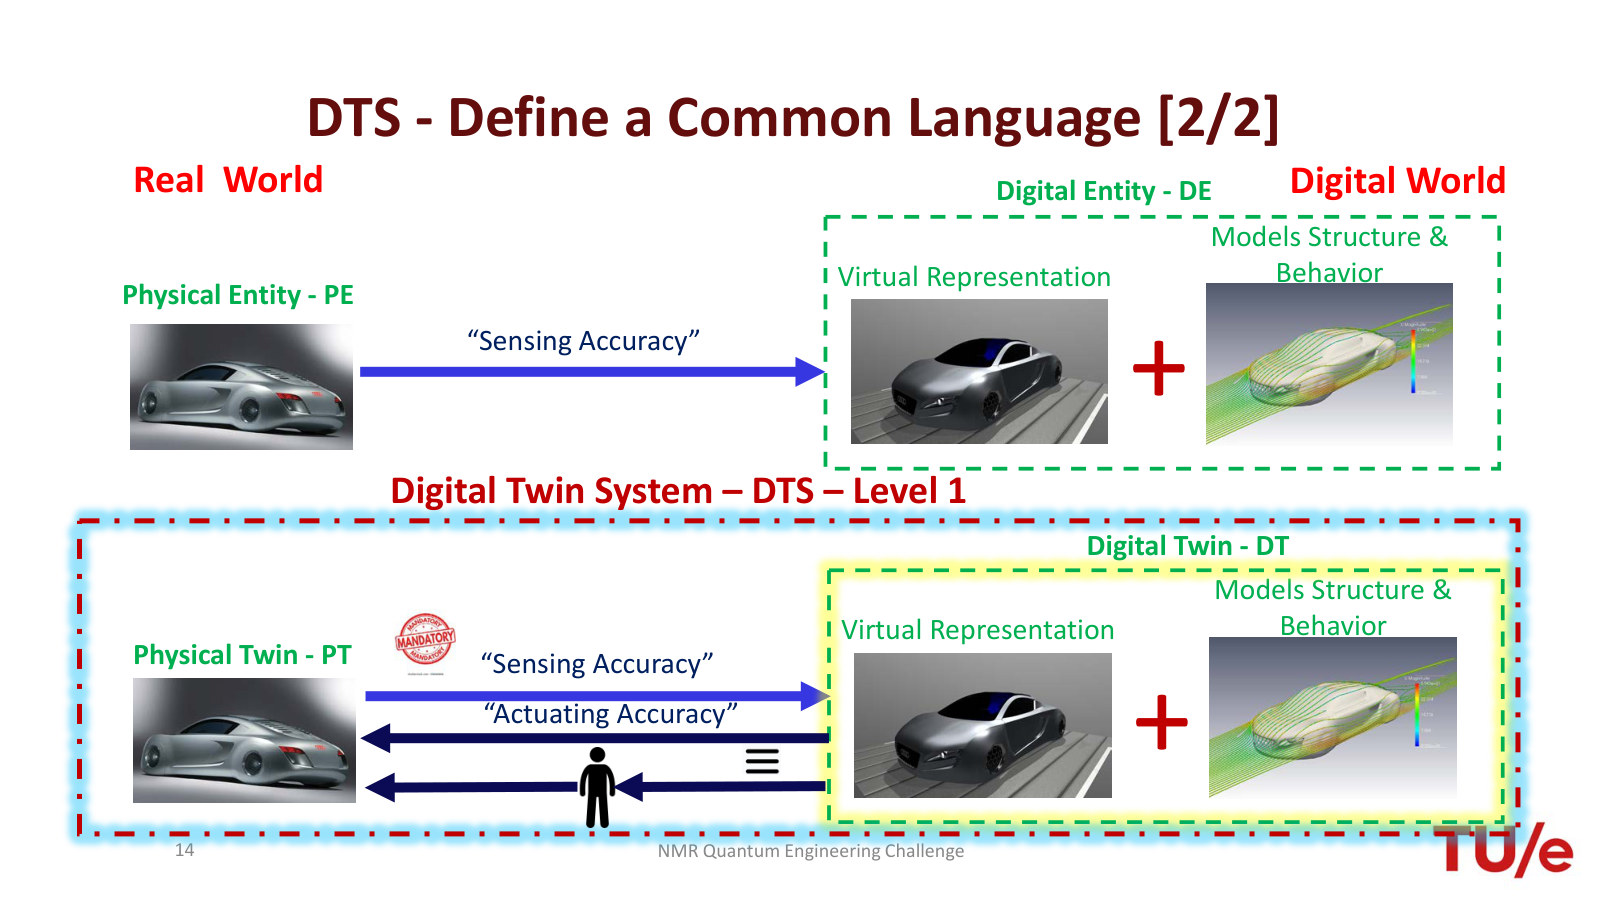 DTS - Define a Common Language [2/2]
Real World
Digital World
Digital Entity - DE
Models Structure &
Behavior
Virtual Representation
Physical Entity - PE
“Sensing Accuracy”
Digital Twin System – DTS – Level 1
Digital Twin - DT
Models Structure &
Behavior
Virtual Representation
MANDATORY
MANDATORY
MANDATORY
Physical Twin - PT
“Sensing Accuracy”
“Actuating Accuracy”
14
NMR Quantum Engineering Challenge
TU/e